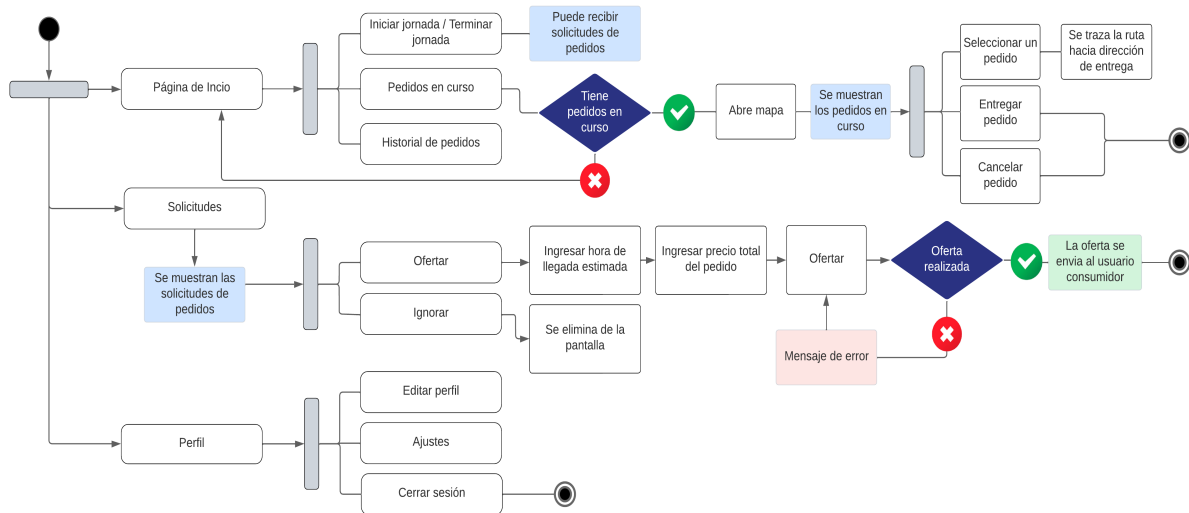 Iniciar jornada / Terminar
jornada
Puede recibir
solicitudes de
pedidos
Página de Incio
Pedidos en curso
Historial de pedidos
Tiene
pedidos en
curso
Abre mapa
Se muestran
los pedidos en
curso
Seleccionar un
pedido
Se traza la ruta
hacia dirección
de entrega
Entregar
pedido
Cancelar
pedido
Solicitudes
Se muestran las
solicitudes de
pedidos
Ofertar
Ignorar
Ingresar hora de
llegada estimada
Se elimina de la
pantalla
Ingresar precio total
del pedido
Ofertar
Oferta
realizada
La oferta se
envia al usuario
consumidor
Mensaje de error
Perfil
Editar perfil
Ajustes
Cerrar sesión